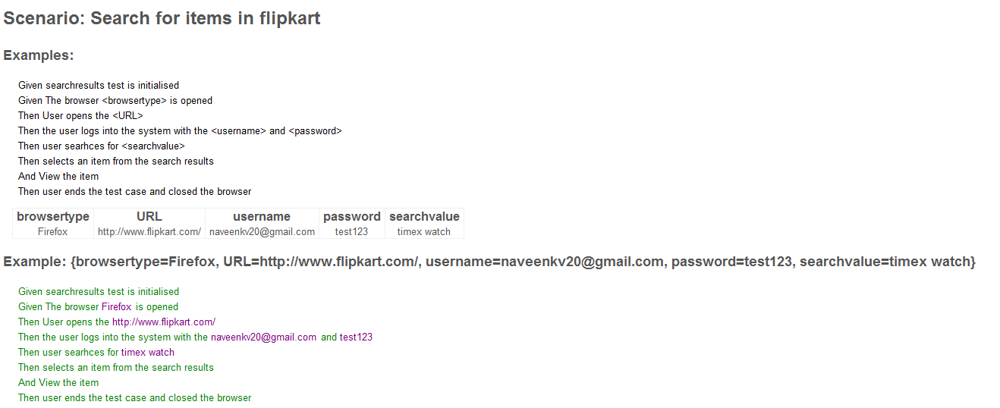 Scenario: Search for items in flipkart
Examples:
Given searchresults test is initialised
Given The browser <browsertype> is opened
Then User opens the <URL>
Then the user logs into the system with the <username> and <password>
Then user searhces for <searchvalue>
Then selects an item from the search results
And View the item
Then user ends the test case and closed the browser
browsertype URL username password searchvalue
Firefox http://www.flipkart.com/ naveenkv20@gmail.com test123 timex watch
Example: {browsertype=Firefox, URL=http://www.flipkart.com/, username=naveenkv20@gmail.com, password=test123, searchvalue=timex watch}
Given searchresults test is initialised
Given The browser Firefox is opened
Then User opens the http://www.flipkart.com/
Then the user logs into the system with the naveenkv20@gmail.com and test123
Then user searhces for timex watch
Then selects an item from the search results
And View the item
Then user ends the test case and closed the browser